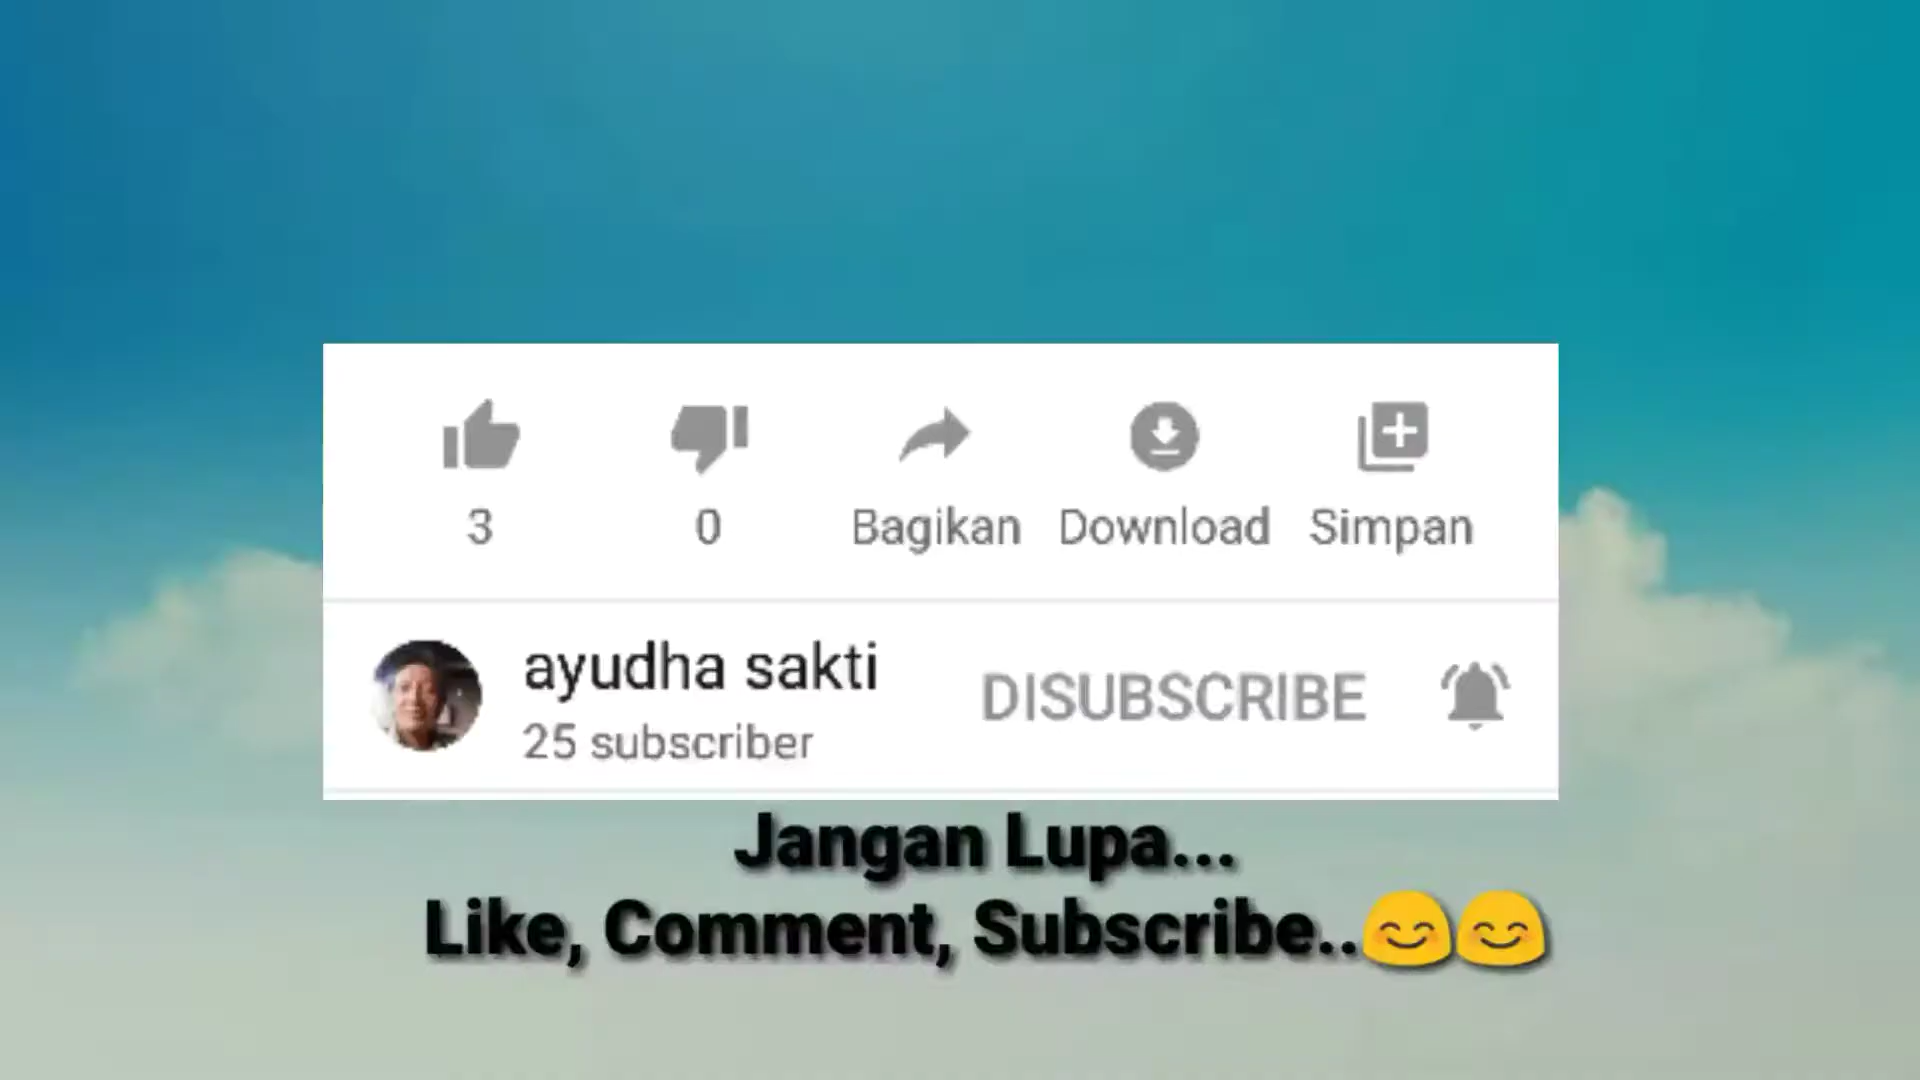 3 0 Bagikan Download Simpan
ayudha sakti
DISUBSCRIBE
25 subscriber
Jangan Lupa...
Like, Comment, Subscribe..😊😊